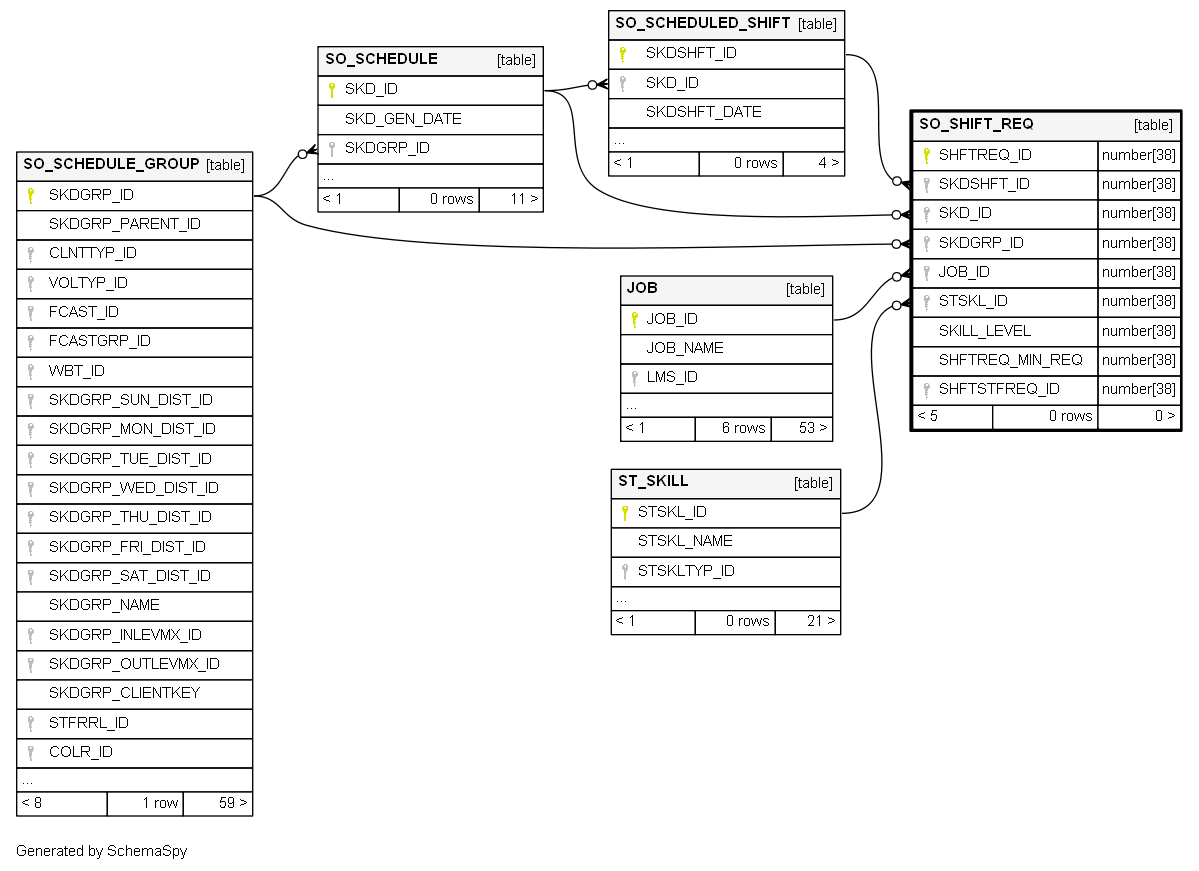 SO_SCHEDULE_GROUP [table]
SKDGRP_ID
SKDGRP_PARENT_ID
CLNTTYP_ID
VOLTYP_ID
FCAST_ID
FCASTGRP_ID
WBT_ID
SKDGRP_SUN_DIST_ID
SKDGRP_MON_DIST_ID
SKDGRP_TUE_DIST_ID
SKDGRP_WED_DIST_ID
SKDGRP_THU_DIST_ID
SKDGRP_FRI_DIST_ID
SKDGRP_SAT_DIST_ID
SKDGRP_NAME
SKDGRP_INLEVMX_ID
SKDGRP_OUTLEVMX_ID
SKDGRP_CLIENTKEY
STFRRL_ID
COLR_ID
...
< 8 1 row 59 >
SO_SCHEDULE [table]
SKD_ID
SKD_GEN_DATE
SKDGRP_ID
...
< 1 0 rows 11 >
SO_SCHEDULED_SHIFT [table]
SKDSHFT_ID
SKD_ID
SKDSHFT_DATE
...
< 1 0 rows 4 >
JOB [table]
JOB_ID
JOB_NAME
LMS_ID
...
< 1 6 rows 53 >
ST_SKILL [table]
STSKL_ID
STSKL_NAME
STSKLTYP_ID
...
< 1 0 rows 21 >
SO_SHIFT_REQ [table]
SHFTREQ_ID number[38]
SKDSHFT_ID number[38]
SKD_ID number[38]
SKDGRP_ID number[38]
JOB_ID number[38]
STSKL_ID number[38]
SKILL_LEVEL number[38]
SHFTREQ_MIN_REQ number[38]
SHFTSTFREQ_ID number[38]
< 5 0 rows 0 >
Generated by SchemaSpy